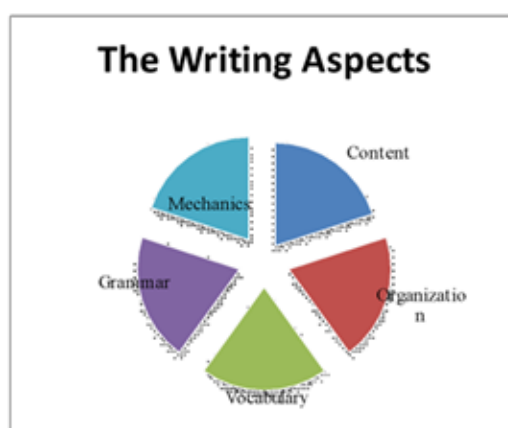 The Writing Aspects
Content
Mechanics
Grammar
Organizatio
n
Vocabulary